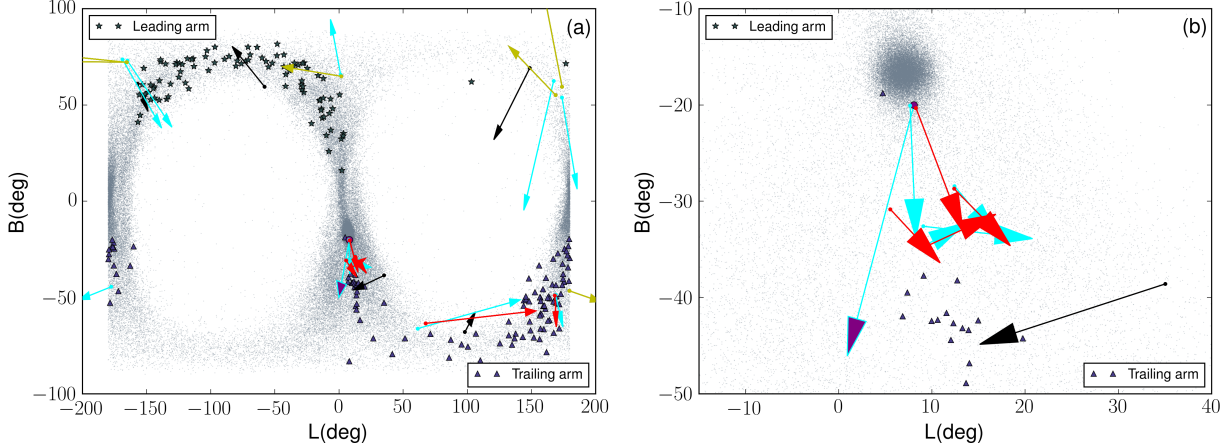 Leading arm
(a)
100
50
0
−50
−100
B(deg)
Trailing arm
−200 −150 −100 −50 0 50 100 150 200
L(deg)
Leading arm
(b)
−10
−20
−30
−40
−50
B(deg)
Trailing arm
−10 0 10 20 30 40
L(deg)